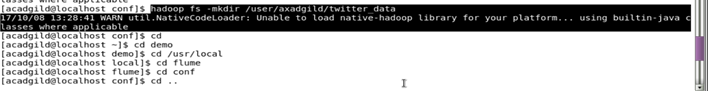 lasses where applicable
[acadgild@localhost conf]$ hadoop fs -mkdir /user/axadgild/twitter_data
17/10/08 13:28:41 WARN util.NativeCodeLoader: Unable to load native-hadoop library for your platform... using builtin-java c
lasses where applicable
[acadgild@localhost conf]$ cd
[acadgild@localhost ~]$ cd demo
[acadgild@localhost demo]$ cd /usr/local
[acadgild@localhost local]$ cd flume
[acadgild@localhost flume]$ cd conf
[acadgild@localhost conf]$ cd ..